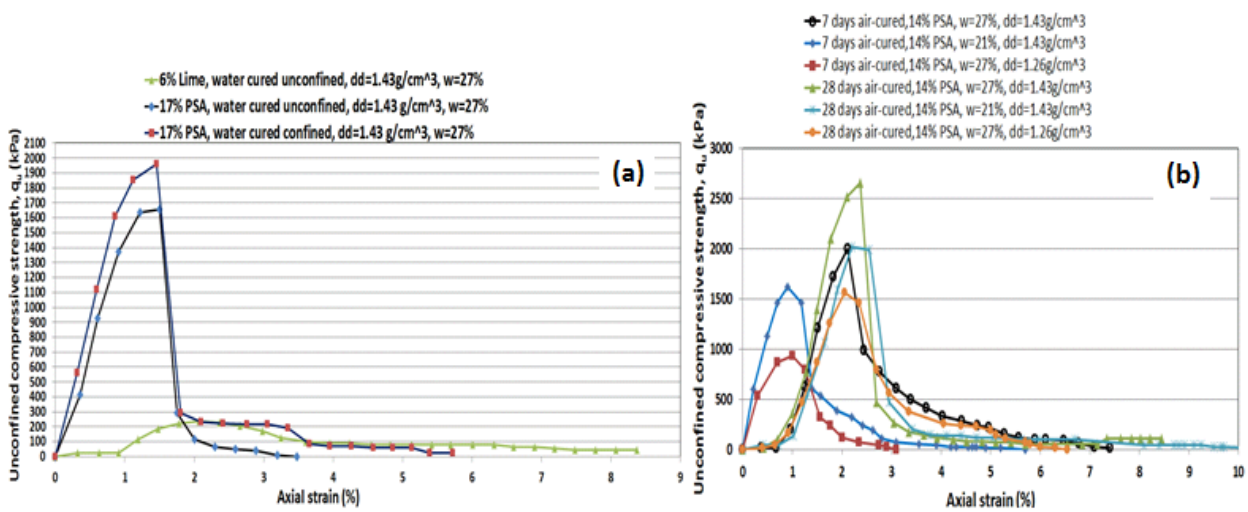 6% Lime, water cured unconfined, dd=1.43g/cm^3, w=27%
17% PSA, water cured unconfined, dd=1.43 g/cm^3, w=27%
17% PSA, water cured confined, dd=1.43 g/cm^3, w=27%
(a)
Unconfined compressive strength, qᵤ (kPa)
2100
2000
1900
1800
1700
1600
1500
1400
1300
1200
1100
1000
900
800
700
600
500
400
300
200
100
0
0 1 2 3 4 5 6 7 8 9
Axial strain (%)
7 days air-cured,14% PSA, w=27%, dd=1.43g/cm^3
7 days air-cured,14% PSA, w=21%, dd=1.43g/cm^3
7 days air-cured,14% PSA, w=27%, dd=1.26g/cm^3
28 days air-cured,14% PSA, w=27%, dd=1.43g/cm^3
28 days air-cured,14% PSA, w=21%, dd=1.43g/cm^3
28 days air-cured,14% PSA, w=27%, dd=1.26g/cm^3
(b)
Unconfined compressive strength, qᵤ (kPa)
3000
2500
2000
1500
1000
500
0
0 1 2 3 4 5 6 7 8 9 10
Axial strain (%)